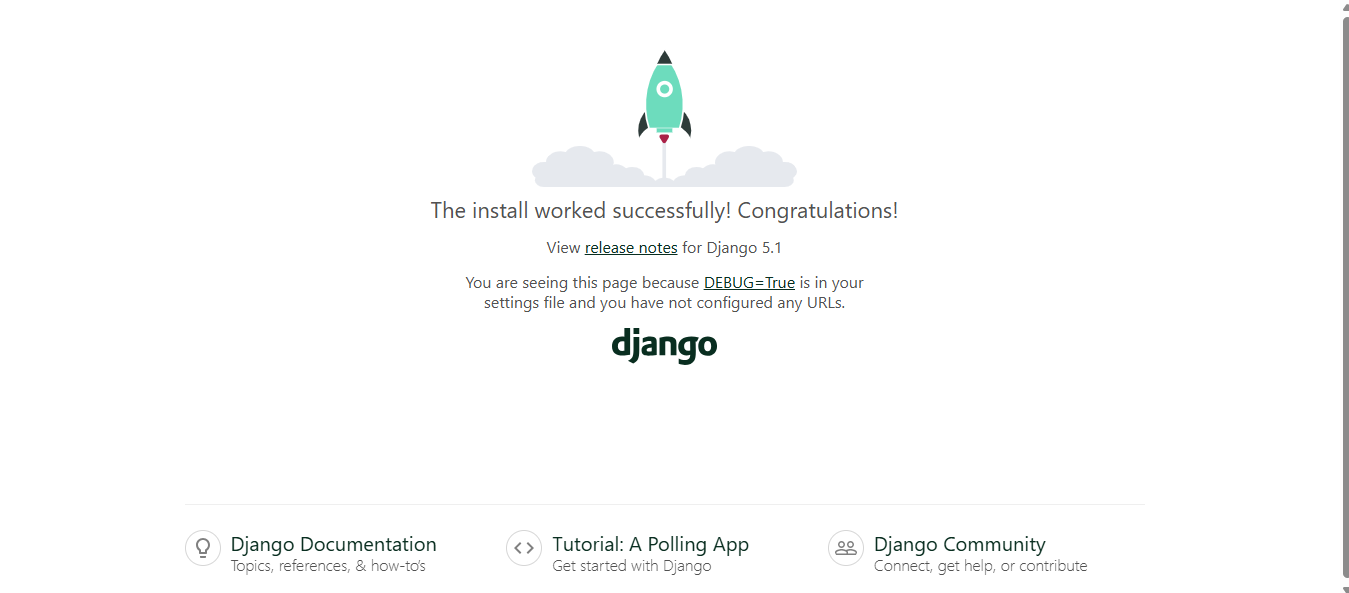 The install worked successfully! Congratulations!
View release notes for Django 5.1
You are seeing this page because DEBUG=True is in your
settings file and you have not configured any URLs.
django
Django Documentation
Topics, references, & how-to's
Tutorial: A Polling App
Get started with Django
Django Community
Connect, get help, or contribute